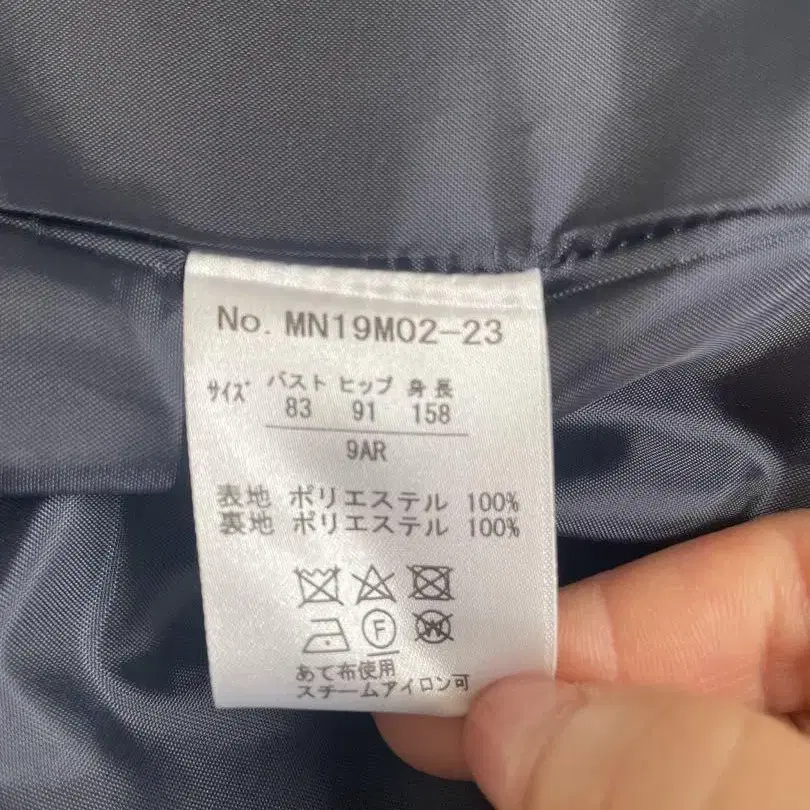 No. MN19M02-23
サイズ バスト ヒップ 身長
83 91 158
9AR
表地 ポリエステル 100%
裏地 ポリエステル 100%
F
W
あて布使用
スチームアイロン可